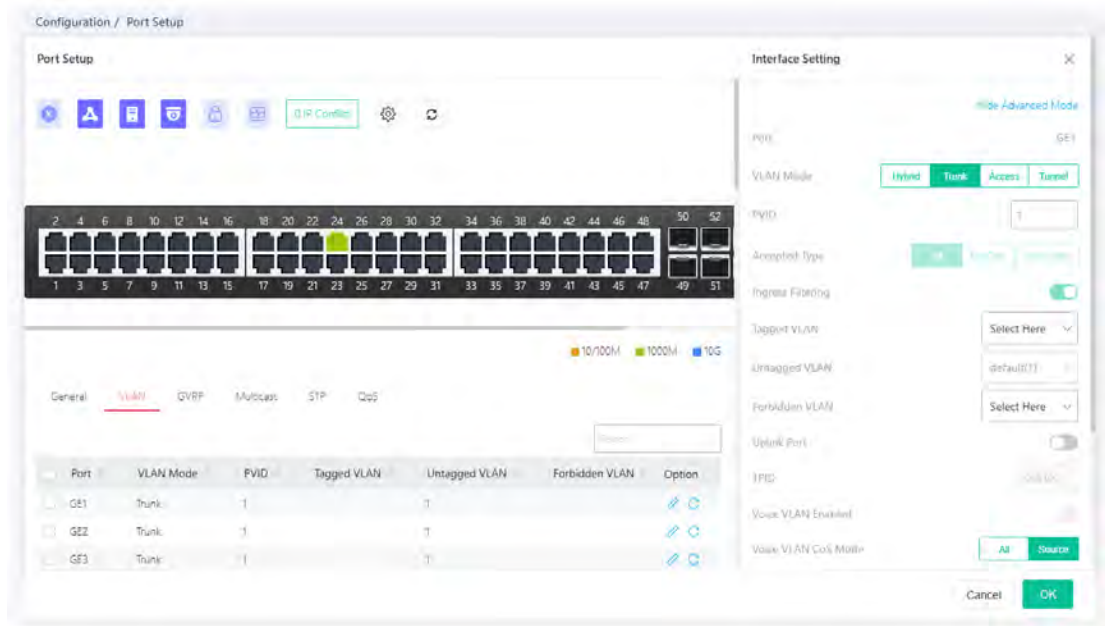 Configuration / Port Setup
Port Setup
0 IP Conflict
2 4 6 8 10 12 14 16 18 20 22 24 26 28 30 32 34 36 38 40 42 44 46 48 50 52
1 3 5 7 9 11 13 15 17 19 21 23 25 27 29 31 33 35 37 39 41 43 45 47 49 51
10/100M 1000M 10G
General VLAN GVRP Multicast STP QoS
Port VLAN Mode PVID Tagged VLAN Untagged VLAN Forbidden VLAN Option
GE1 Trunk 1 1
GE2 Trunk 1 1
GE3 Trunk 1 1
Interface Setting
Hide Advanced Mode
Port GE1
VLAN Mode Hybrid Trunk Access Tunnel
PVID 1
Accepted Type All
Ingress Filtering
Tagged VLAN Select Here
Untagged VLAN default(1)
Forbidden VLAN Select Here
Uplink Port
TPID
Voice VLAN Enabled
Voice VLAN CoS Mode All Source
Cancel OK